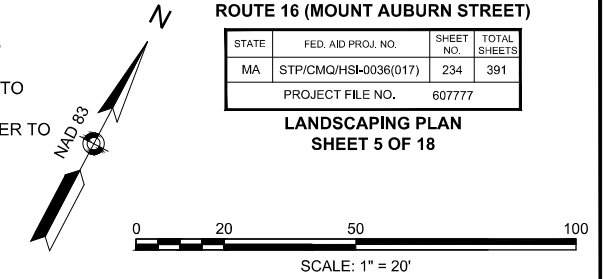 ROUTE 16 (MOUNT AUBURN STREET)
N
STATE FED. AID PROJ. NO. SHEET NO. TOTAL SHEETS
MA STP/CMQ/HSI-0036(017) 234 391
PROJECT FILE NO. 607777
TO
ER TO
NAD 83
LANDSCAPING PLAN
SHEET 5 OF 18
0 20 50 100
SCALE: 1" = 20'